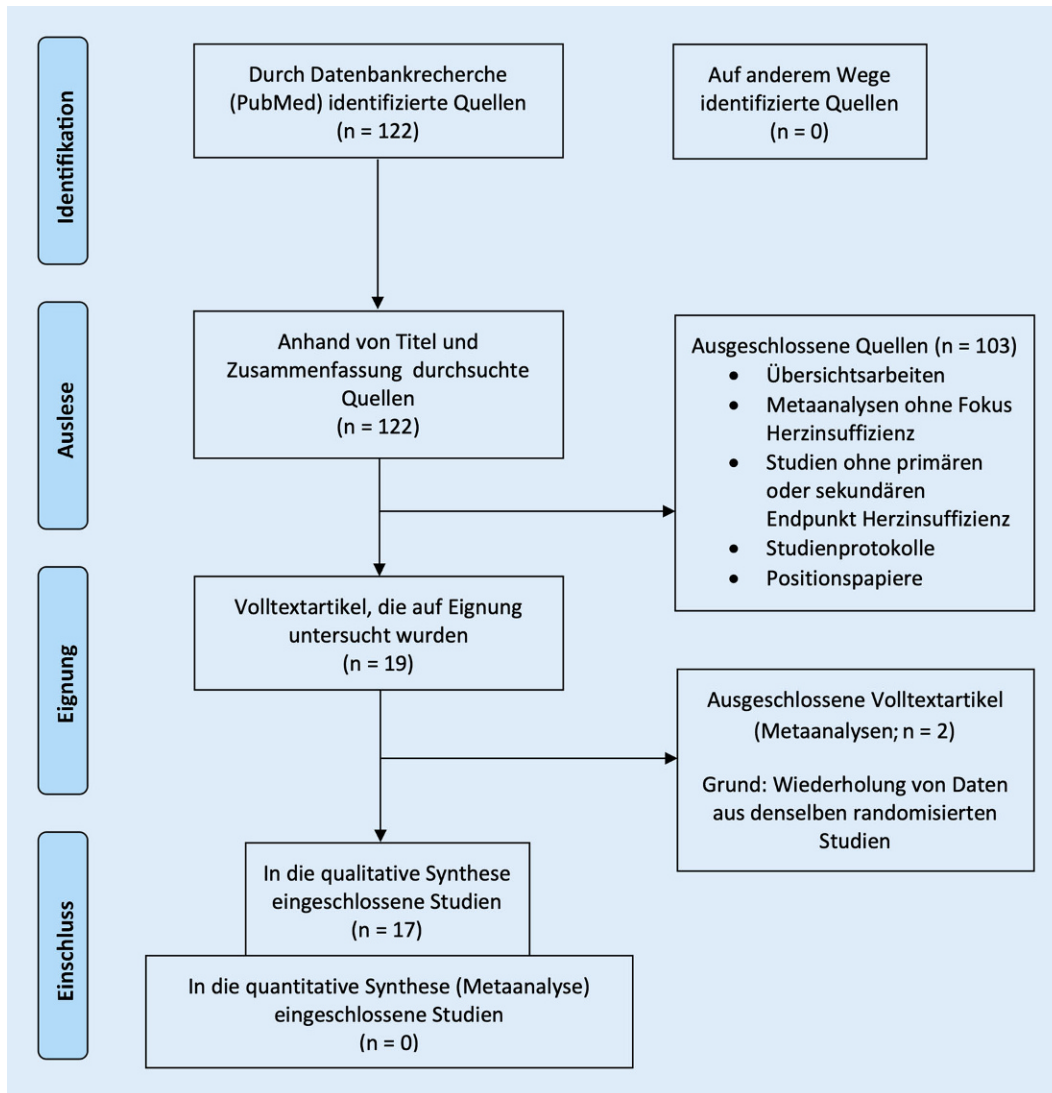 Identifikation
Durch Datenbankrecherche
(PubMed) identifizierte Quellen
(n = 122)
Auf anderem Wege
identifizierte Quellen
(n = 0)
Auslese
Anhand von Titel und
Zusammenfassung durchsuchte
Quellen
(n = 122)
Ausgeschlossene Quellen (n = 103)
• Übersichtsarbeiten
• Metaanalysen ohne Fokus
Herzinsuffizienz
• Studien ohne primären
oder sekundären
Endpunkt Herzinsuffizienz
• Studienprotokolle
• Positionspapiere
Eignung
Volltextartikel, die auf Eignung
untersucht wurden
(n = 19)
Ausgeschlossene Volltextartikel
(Metaanalysen; n = 2)
Grund: Wiederholung von Daten
aus denselben randomisierten
Studien
Einschluss
In die qualitative Synthese
eingeschlossene Studien
(n = 17)
In die quantitative Synthese (Metaanalyse)
eingeschlossene Studien
(n = 0)